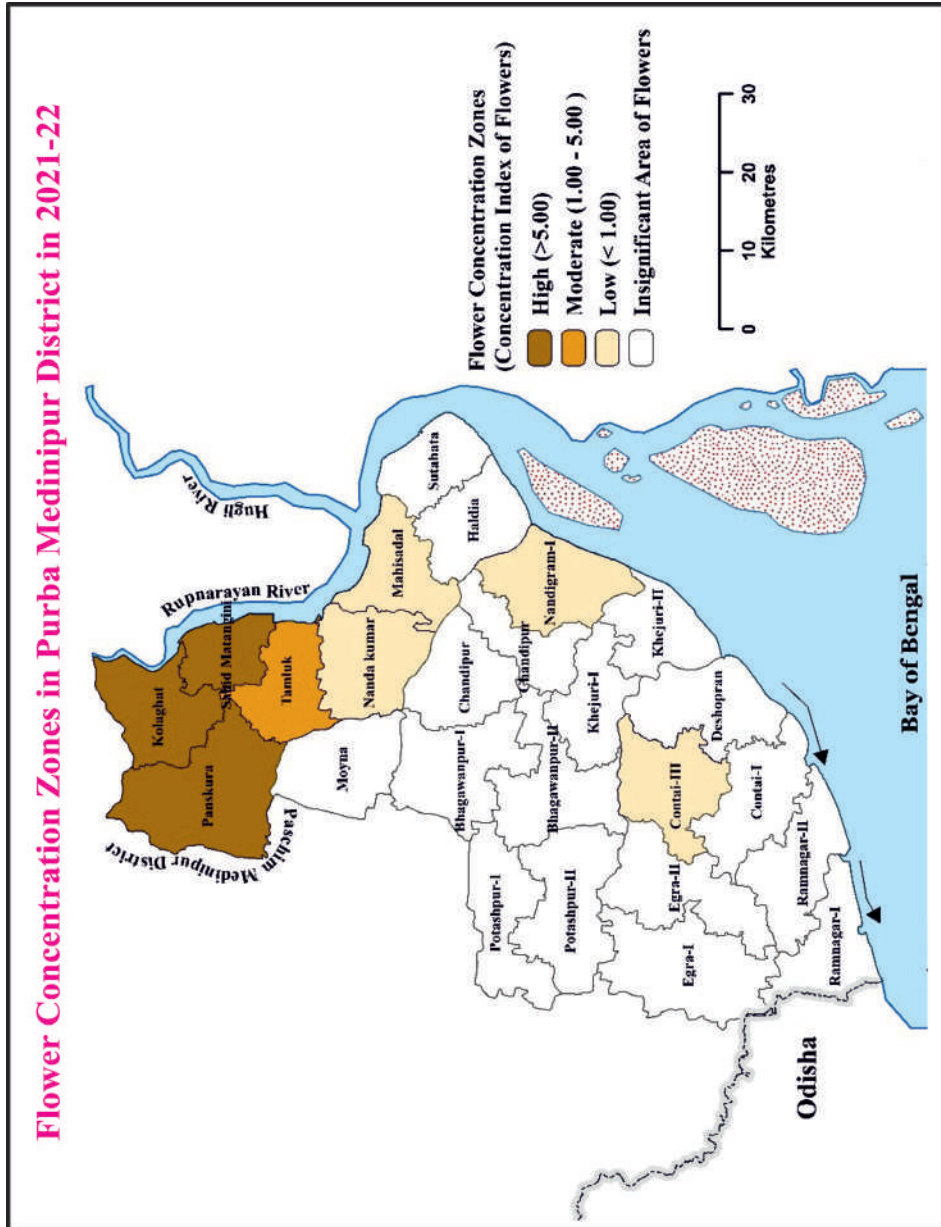 Flower Concentration Zones in Purba Medinipur District in 2021-22
Hugli River
Rupnarayan River
Paschim Medinipur District
Kolaghat
Sahid Matangini
Panskura
Tamluk
Moyna
Nanda kumar
Mahisadal
Sutahata
Haldia
Chandipur
Bhagawanpur-I
Nandigram-I
Chandipur
Potashpur-I
Bhagawanpur-II
Potashpur-II
Khejuri-I
Khejuri-II
Contai-III
Deshopran
Egra-II
Egra-I
Contai-I
Ramnagar-II
Ramnagar-I
Odisha
Bay of Bengal
Flower Concentration Zones
(Concentration Index of Flowers)
High (>5.00)
Moderate (1.00 - 5.00 )
Low (< 1.00)
Insignificant Area of Flowers
0 10 20 30
Kilometres